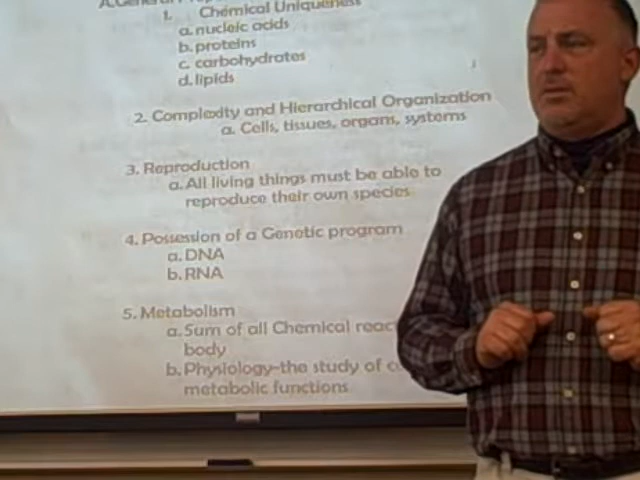 A. General
1. Chemical Uniqueness
a. nucleic acids
b. proteins
c. carbohydrates
d. lipids
2. Complexity and Hierarchical Organization
a. Cells, tissues, organs, systems
3. Reproduction
a. All living things must be able to
reproduce their own species
4. Possession of a Genetic program
a. DNA
b. RNA
5. Metabolism
a. Sum of all Chemical reac
body
b. Physiology-the study of
metabolic functions